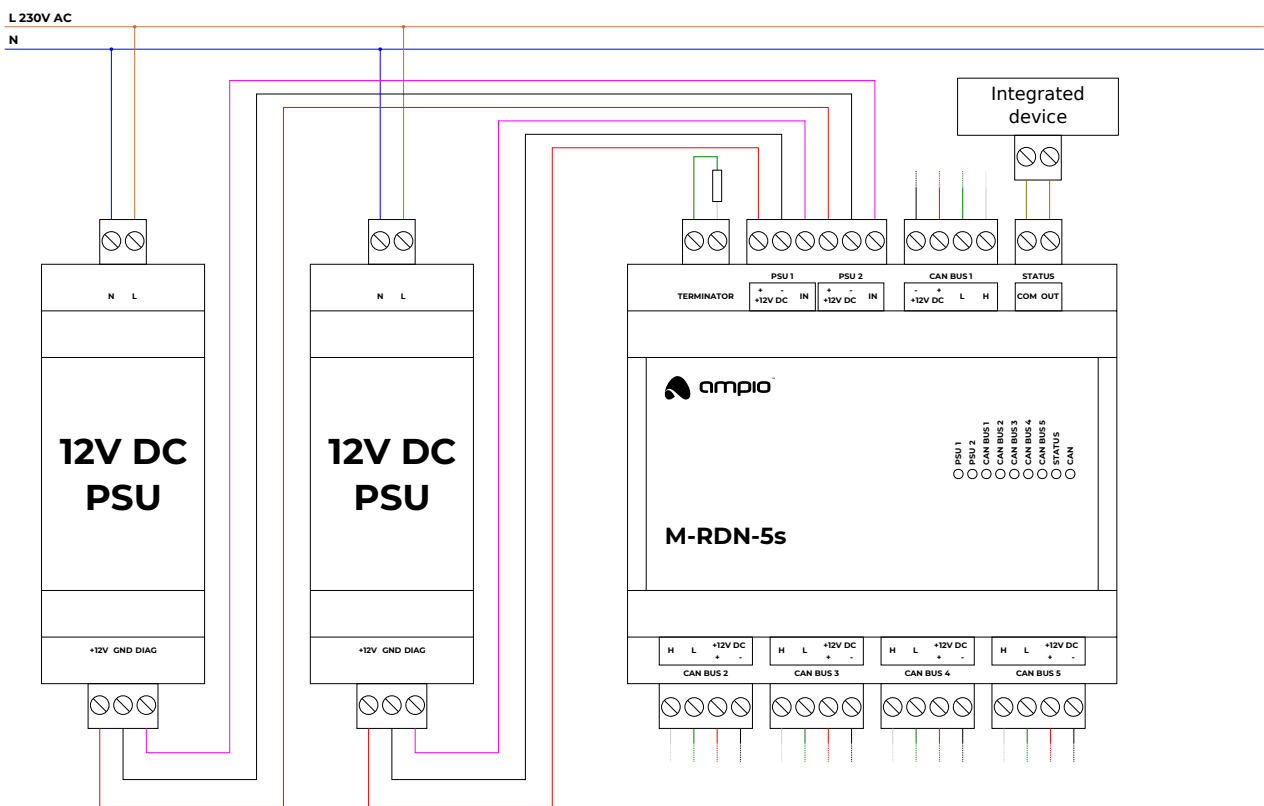 L 230V AC
N
Integrated
device
N L
N L
TERMINATOR
PSU 1
+ -
+12V DC IN
PSU 2
+ -
+12V DC IN
CAN BUS 1
- +
+12V DC L H
STATUS
COM OUT
ampio™
12V DC
PSU
12V DC
PSU
PSU 1
PSU 2
CAN BUS 1
CAN BUS 2
CAN BUS 3
CAN BUS 4
CAN BUS 5
STATUS
CAN
M-RDN-5s
+12V GND DIAG
+12V GND DIAG
H L +12V DC
+ -
CAN BUS 2
H L +12V DC
+ -
CAN BUS 3
H L +12V DC
+ -
CAN BUS 4
H L +12V DC
+ -
CAN BUS 5